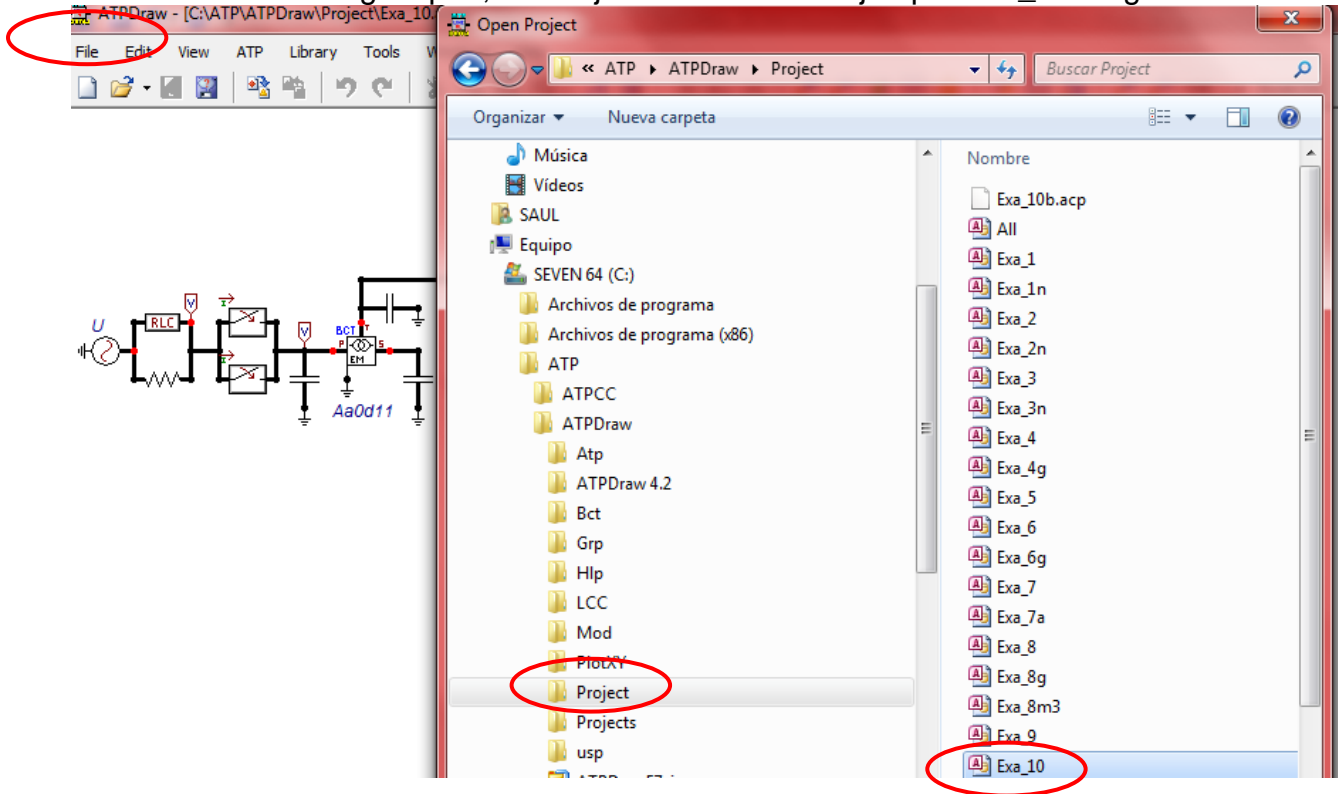 ATPDraw - [C:\ATP\ATPDraw\Project\Exa_10.
File Edit View ATP Library Tools W
U
RLC
V
V
BCT T
P S
EM
Aa0d11
Open Project
« ATP ▸ ATPDraw ▸ Project
Buscar Project
Organizar Nueva carpeta
Música
Vídeos
SAUL
Equipo
SEVEN 64 (C:)
Archivos de programa
Archivos de programa (x86)
ATP
ATPCC
ATPDraw
Atp
ATPDraw 4.2
Bct
Grp
Hlp
LCC
Mod
PlotXY
Project
Projects
usp
Nombre
Exa_10b.acp
All
Exa_1
Exa_1n
Exa_2
Exa_2n
Exa_3
Exa_3n
Exa_4
Exa_4g
Exa_5
Exa_6
Exa_6g
Exa_7
Exa_7a
Exa_8
Exa_8g
Exa_8m3
Exa_9
Exa_10